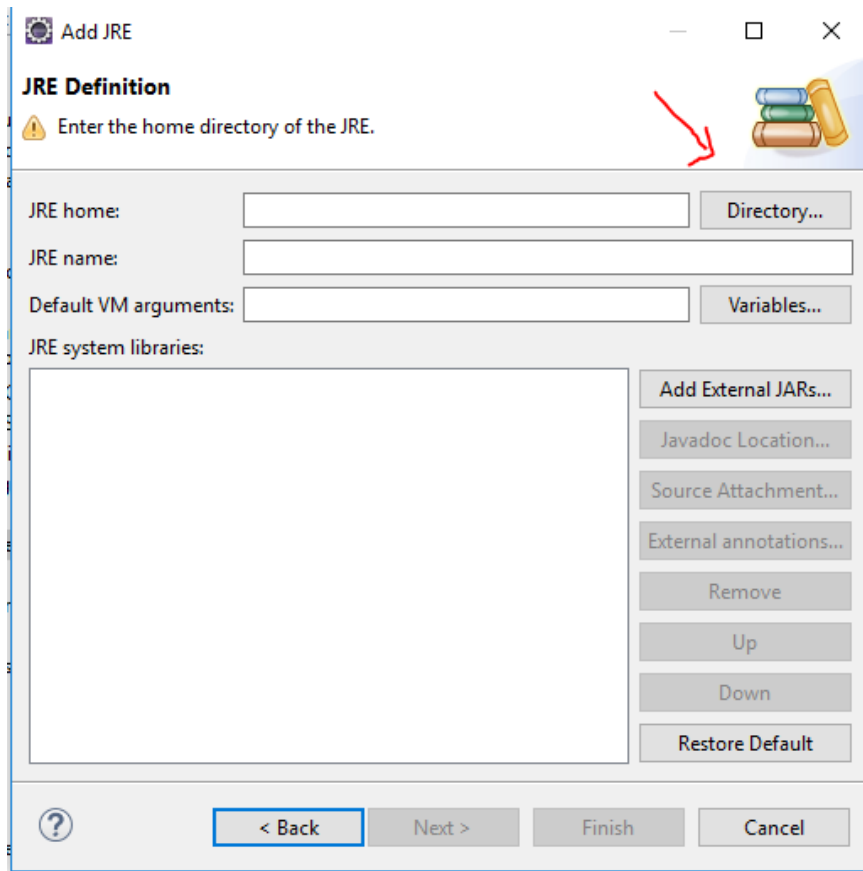 Add JRE
JRE Definition
Enter the home directory of the JRE.
JRE home:
Directory...
JRE name:
Default VM arguments:
Variables...
JRE system libraries:
Add External JARs...
Javadoc Location...
Source Attachment...
External annotations...
Remove
Up
Down
Restore Default
?
< Back
Next >
Finish
Cancel